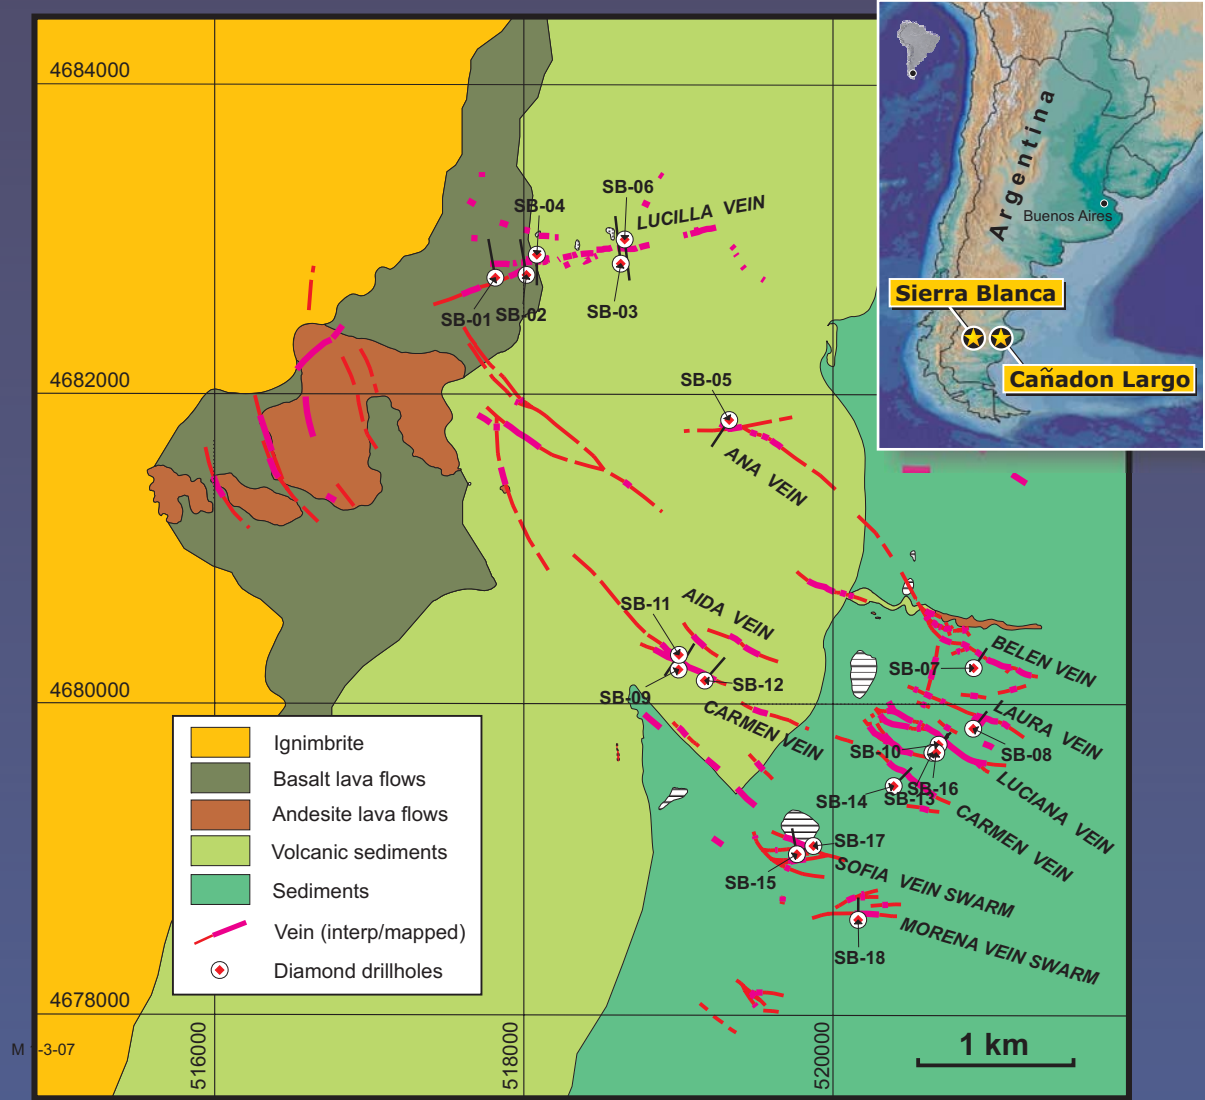 4684000
Argentina
Buenos Aires
SB-06
SB-04
LUCILLA VEIN
Sierra Blanca
SB-01
SB-02
SB-03
4682000
SB-05
Cañadon Largo
ANA VEIN
SB-11
AIDA VEIN
BELEN VEIN
SB-07
SB-09
SB-12
4680000
CARMEN VEIN
LAURA VEIN
SB-10
SB-08
Ignimbrite
Basalt lava flows
SB-16
SB-14
SB-13
LUCIANA VEIN
Andesite lava flows
CARMEN VEIN
Volcanic sediments
SB-17
SB-15
SOFIA VEIN SWARM
Sediments
Vein (interp/mapped)
MORENA VEIN SWARM
SB-18
Diamond drillholes
4678000
516000
518000
520000
1 km
-3-07